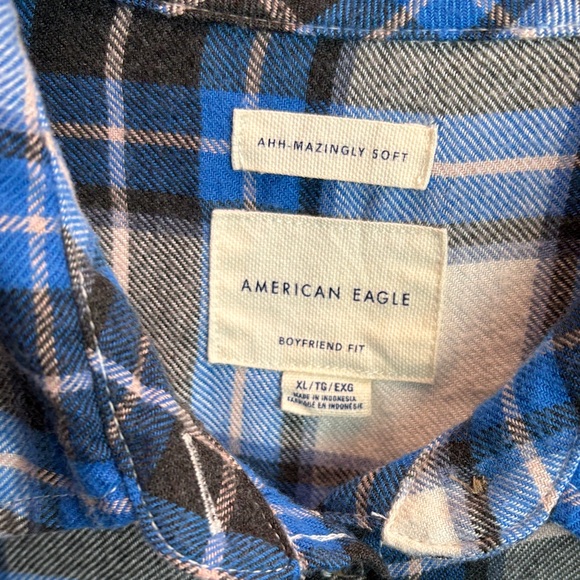 AHH-MAZINGLY SOFT
AMERICAN EAGLE
BOYFRIEND FIT
XL/TG/EXG
MADE IN INDONESIA
FABRIQUÉ EN INDONÉSIE